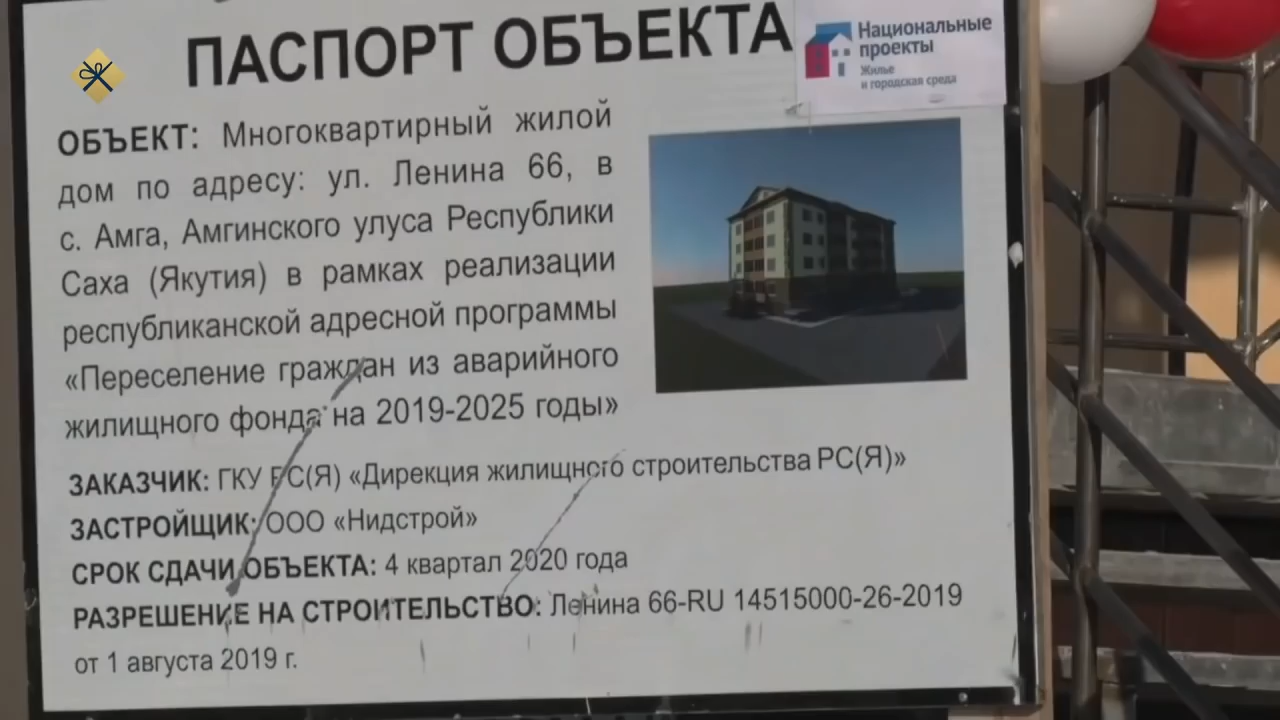 ПАСПОРТ ОБЪЕКТА
Национальные
проекты
Жилье
и городская среда
ОБЪЕКТ: Многоквартирный жилой
дом по адресу: ул. Ленина 66, в
с. Амга, Амгинского улуса Республики
Саха (Якутия) в рамках реализации
республиканской адресной программы
«Переселение граждан из аварийного
жилищного фонда на 2019-2025 годы»
ЗАКАЗЧИК: ГКУ РС(Я) «Дирекция жилищного строительства РС(Я)»
ЗАСТРОЙЩИК: ООО «Нидстрой»
СРОК СДАЧИ ОБЪЕКТА: 4 квартал 2020 года
РАЗРЕШЕНИЕ НА СТРОИТЕЛЬСТВО: Ленина 66-RU 14515000-26-2019
от 1 августа 2019 г.